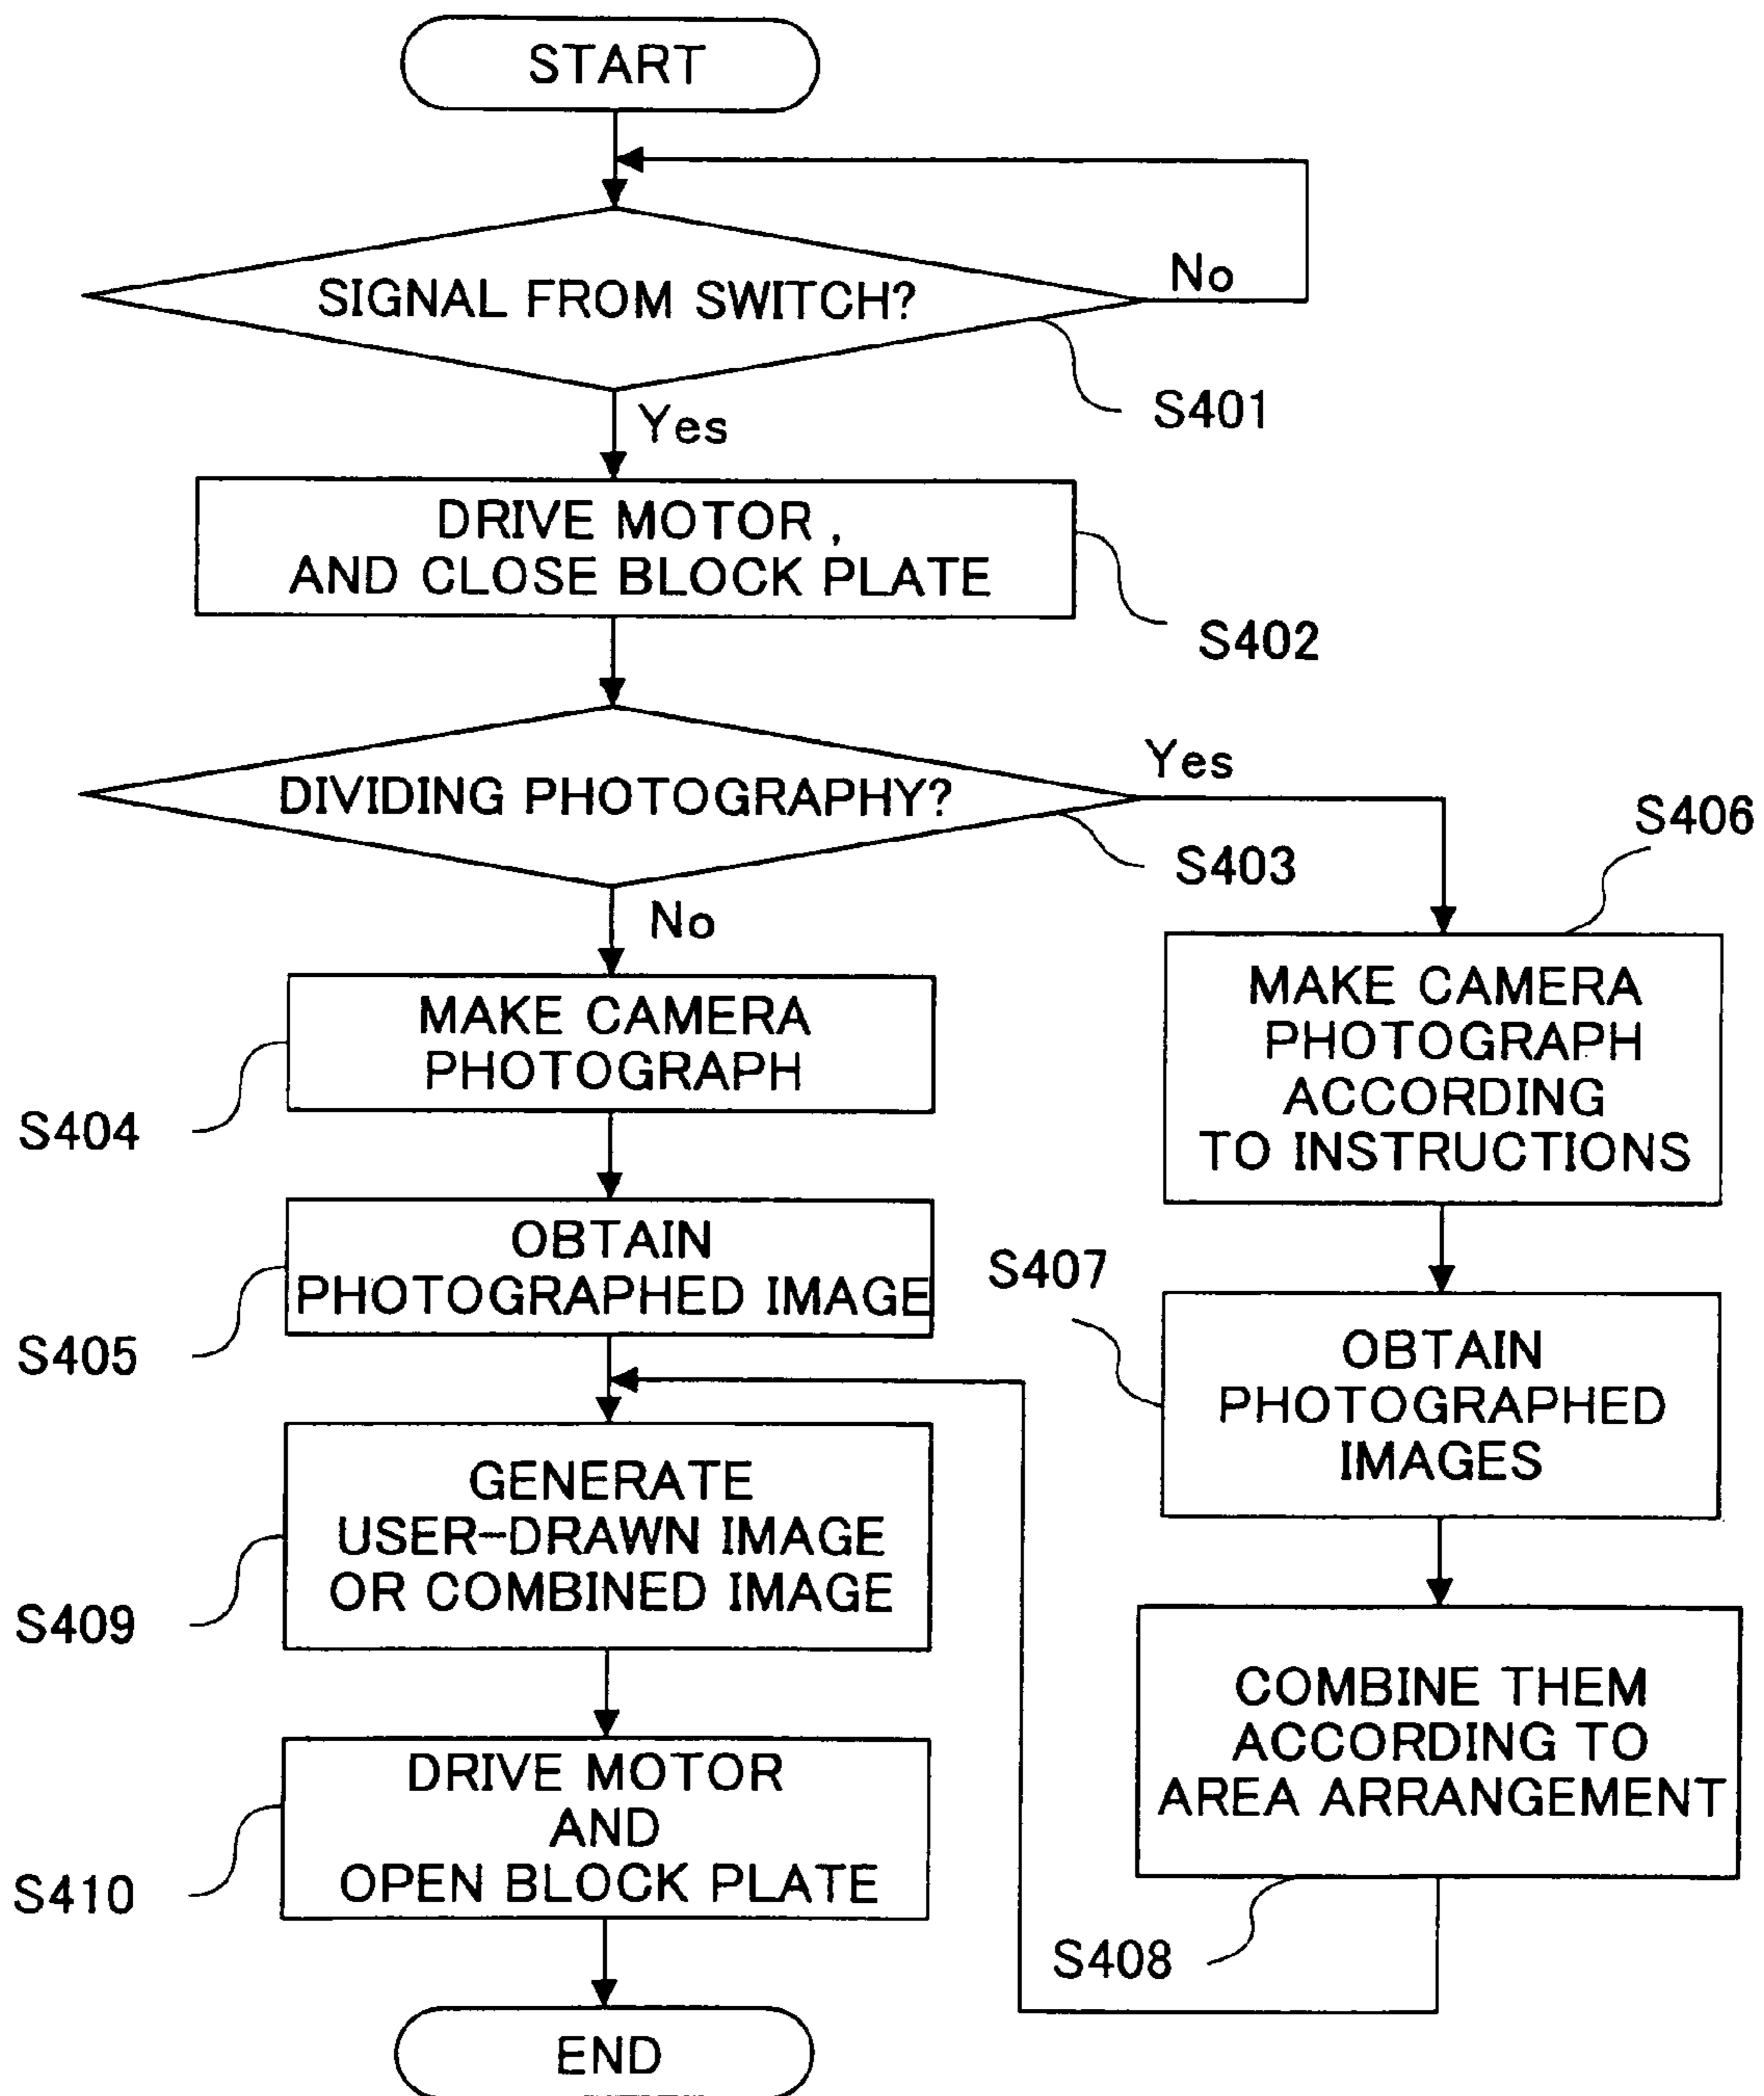 START
SIGNAL FROM SWITCH?
No
S401
Yes
DRIVE MOTOR ,
AND CLOSE BLOCK PLATE
S402
DIVIDING PHOTOGRAPHY?
Yes
S403
No
S406
MAKE CAMERA
PHOTOGRAPH
ACCORDING
TO INSTRUCTIONS
MAKE CAMERA
PHOTOGRAPH
S404
OBTAIN
PHOTOGRAPHED IMAGE
S405
S407
OBTAIN
PHOTOGRAPHED
IMAGES
GENERATE
USER-DRAWN IMAGE
OR COMBINED IMAGE
S409
COMBINE THEM
ACCORDING TO
AREA ARRANGEMENT
S408
DRIVE MOTOR
AND
OPEN BLOCK PLATE
S410
END